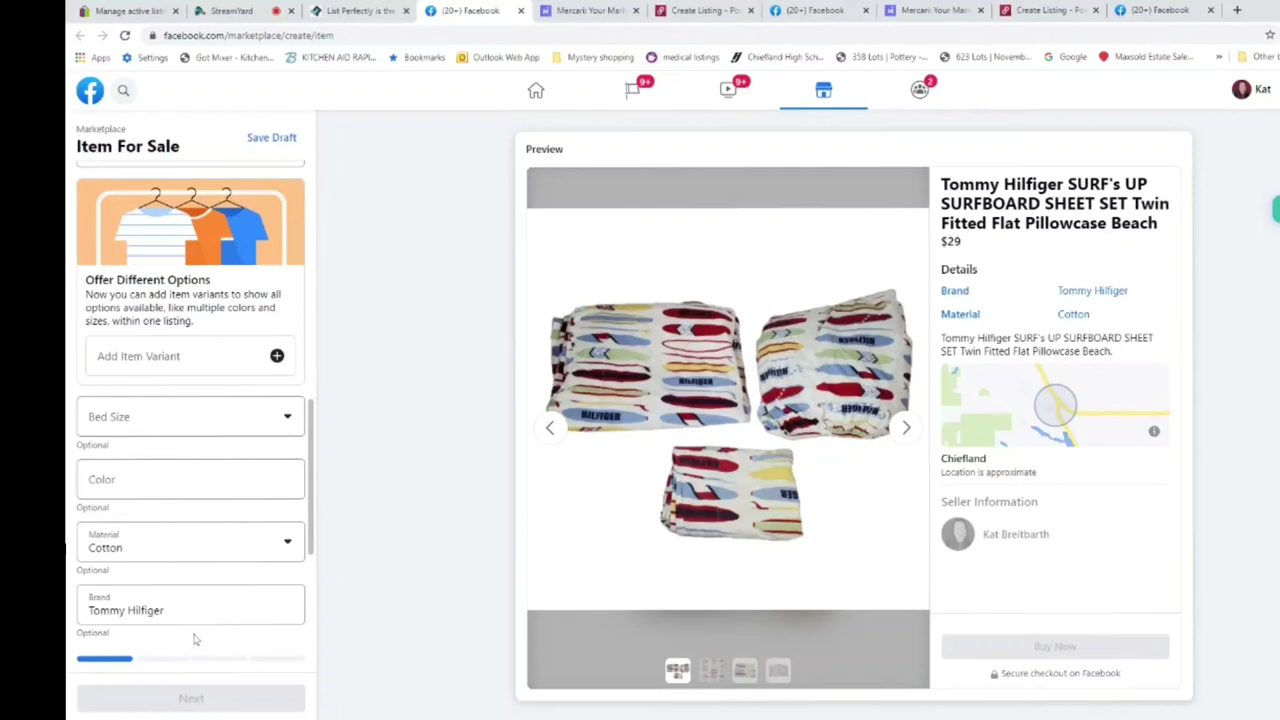 Manage active lis
StreamYard
List Perfectly is the
(20+) Facebook
Mercari: Your Mark
Create Listing - Po
(20+) Facebook
Mercari: Your Mar
Create Listing - Po
(20+) Facebook
facebook.com/marketplace/create/item
Apps
Settings
Got Mixer - Kitchen...
KITCHEN AID RAPI...
Bookmarks
Outlook Web App
Mystery shopping
medical listings
Chiefland High Sch...
358 Lots | Pottery -...
623 Lots | Novemb...
Google
Maxsold Estate Sale...
»
Other b
9+
9+
2
Kat
Marketplace
Item For Sale
Save Draft
Offer Different Options
Now you can add item variants to show all
options available, like multiple colors and
sizes, within one listing.
Add Item Variant
Bed Size
Optional
Color
Optional
Material
Cotton
Optional
Brand
Tommy Hilfiger
Optional
Next
Preview
HILFIGER
HILFIGER
HILFIGER
Tommy Hilfiger SURF's UP
SURFBOARD SHEET SET Twin
Fitted Flat Pillowcase Beach
$29
Details
Brand
Tommy Hilfiger
Material
Cotton
Tommy Hilfiger SURF's UP SURFBOARD SHEET
SET Twin Fitted Flat Pillowcase Beach.
Chiefland
Location is approximate
Seller Information
Kat Breitbarth
Buy Now
Secure checkout on Facebook